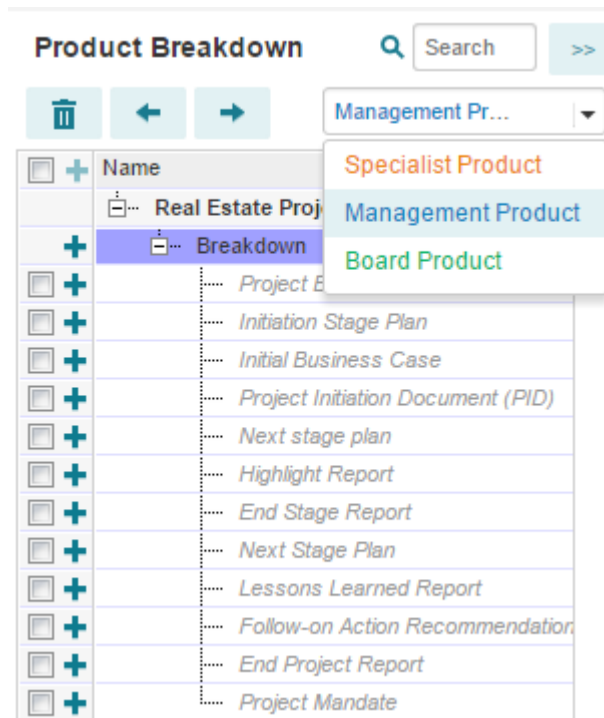 Product Breakdown Search >>
Management Pr...
Name
Specialist Product
Management Product
Board Product
Real Estate Proj
Breakdown
Project B
Initiation Stage Plan
Initial Business Case
Project Initiation Document (PID)
Next stage plan
Highlight Report
End Stage Report
Next Stage Plan
Lessons Learned Report
Follow-on Action Recommendation
End Project Report
Project Mandate